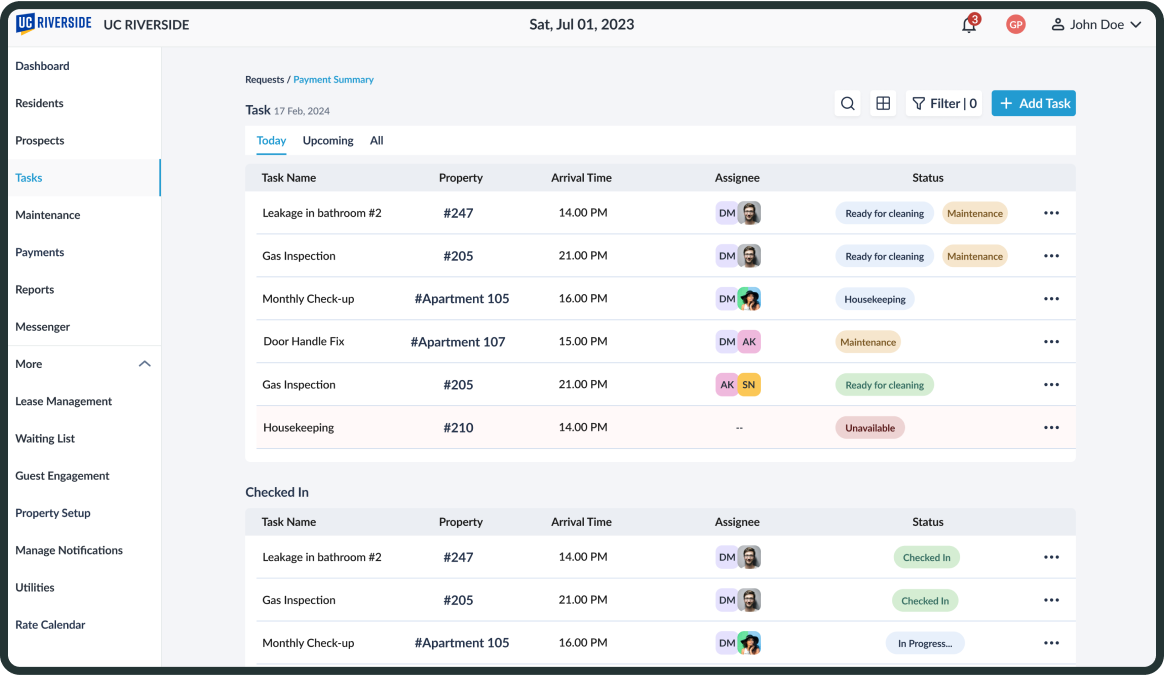 UC RIVERSIDE UC RIVERSIDE Sat, Jul 01, 2023 3 GP John Doe
Dashboard
Residents
Prospects
Tasks
Maintenance
Payments
Reports
Messenger
More
Lease Management
Waiting List
Guest Engagement
Property Setup
Manage Notifications
Utilities
Rate Calendar
Requests / Payment Summary
Task 17 Feb, 2024 Filter | 0 + Add Task
Today Upcoming All
Task Name Property Arrival Time Assignee Status
Leakage in bathroom #2 #247 14.00 PM DM Ready for cleaning Maintenance
Gas Inspection #205 21.00 PM DM Ready for cleaning Maintenance
Monthly Check-up #Apartment 105 16.00 PM DM Housekeeping
Door Handle Fix #Apartment 107 15.00 PM DM AK Maintenance
Gas Inspection #205 21.00 PM AK SN Ready for cleaning
Housekeeping #210 14.00 PM -- Unavailable
Checked In
Task Name Property Arrival Time Assignee Status
Leakage in bathroom #2 #247 14.00 PM DM Checked In
Gas Inspection #205 21.00 PM DM Checked In
Monthly Check-up #Apartment 105 16.00 PM DM In Progress...